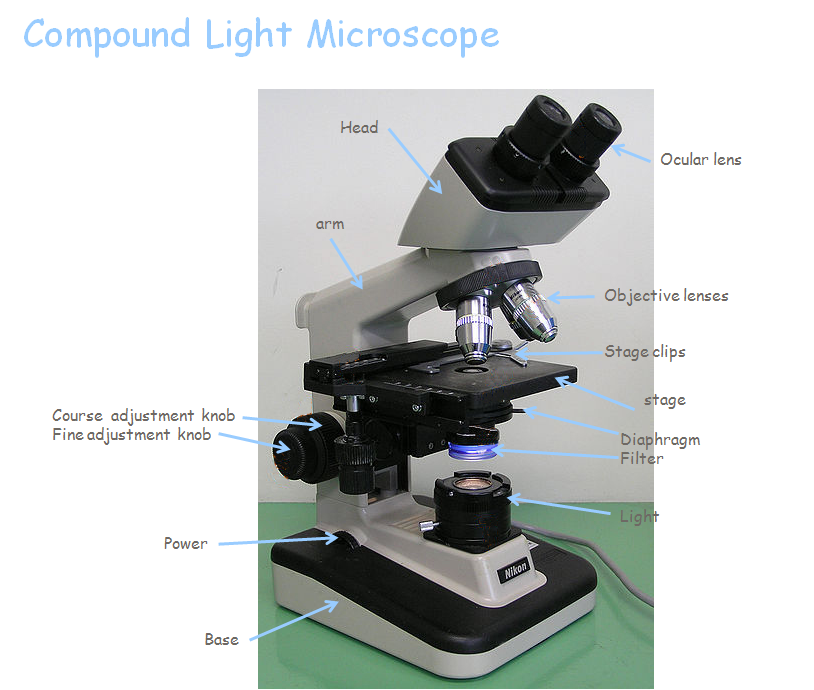 Compound Light Microscope
Head
Ocular lens
arm
Objective lenses
Stage clips
stage
Course adjustment knob
Fine adjustment knob
Diaphragm
Filter
Light
Power
Nikon
Base